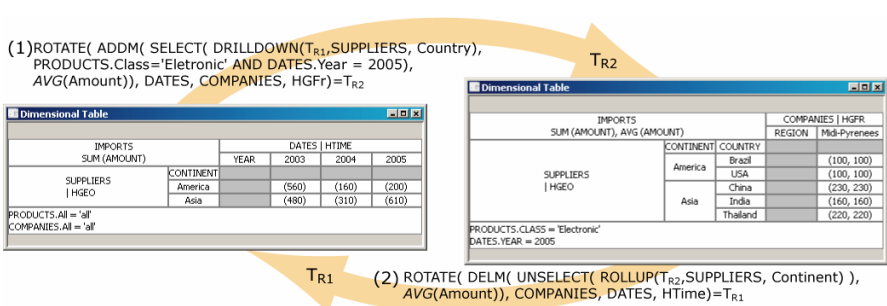 (1)ROTATE( ADDM( SELECT( DRILLDOWN(TR1,SUPPLIERS, Country),
PRODUCTS.Class='Eletronic' AND DATES.Year = 2005),
AVG(Amount)), DATES, COMPANIES, HGFr)=TR2
TR2
Dimensional Table
IMPORTS DATES | HTIME
SUM (AMOUNT) YEAR 2003 2004 2005
SUPPLIERS CONTINENT
| HGEO America (560) (160) (200)
Asia (480) (310) (610)
PRODUCTS.All = 'all'
COMPANIES.All = 'all'
Dimensional Table
IMPORTS COMPANIES | HGFR
SUM (AMOUNT), AVG (AMOUNT) REGION Midi-Pyrenees
CONTINENT COUNTRY
America Brazil (100, 100)
USA (100, 100)
SUPPLIERS
| HGEO
China (230, 230)
Asia India (160, 160)
Thailand (220, 220)
PRODUCTS.CLASS = 'Electronic'
DATES.YEAR = 2005
TR1
(2) ROTATE( DELM( UNSELECT( ROLLUP(TR2,SUPPLIERS, Continent) ),
AVG(Amount)), COMPANIES, DATES, HTime)=TR1